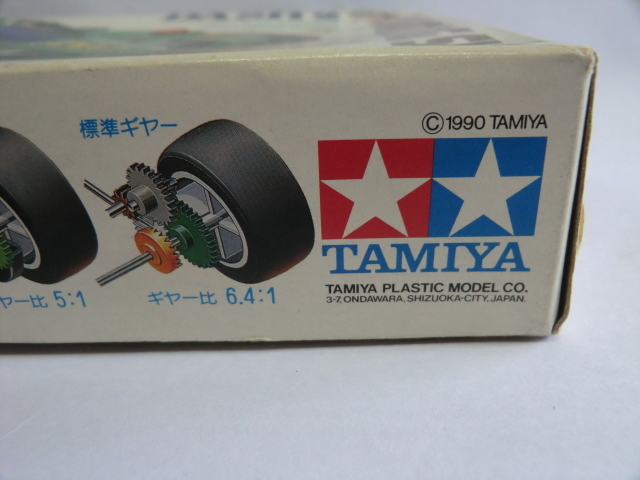 標準ギヤー
©1990 TAMIYA
TAMIYA
TAMIYA PLASTIC MODEL CO.
3-7, ONDAWARA, SHIZUOKA-CITY, JAPAN.
ヤー比 5:1
ギヤー比 6.4:1